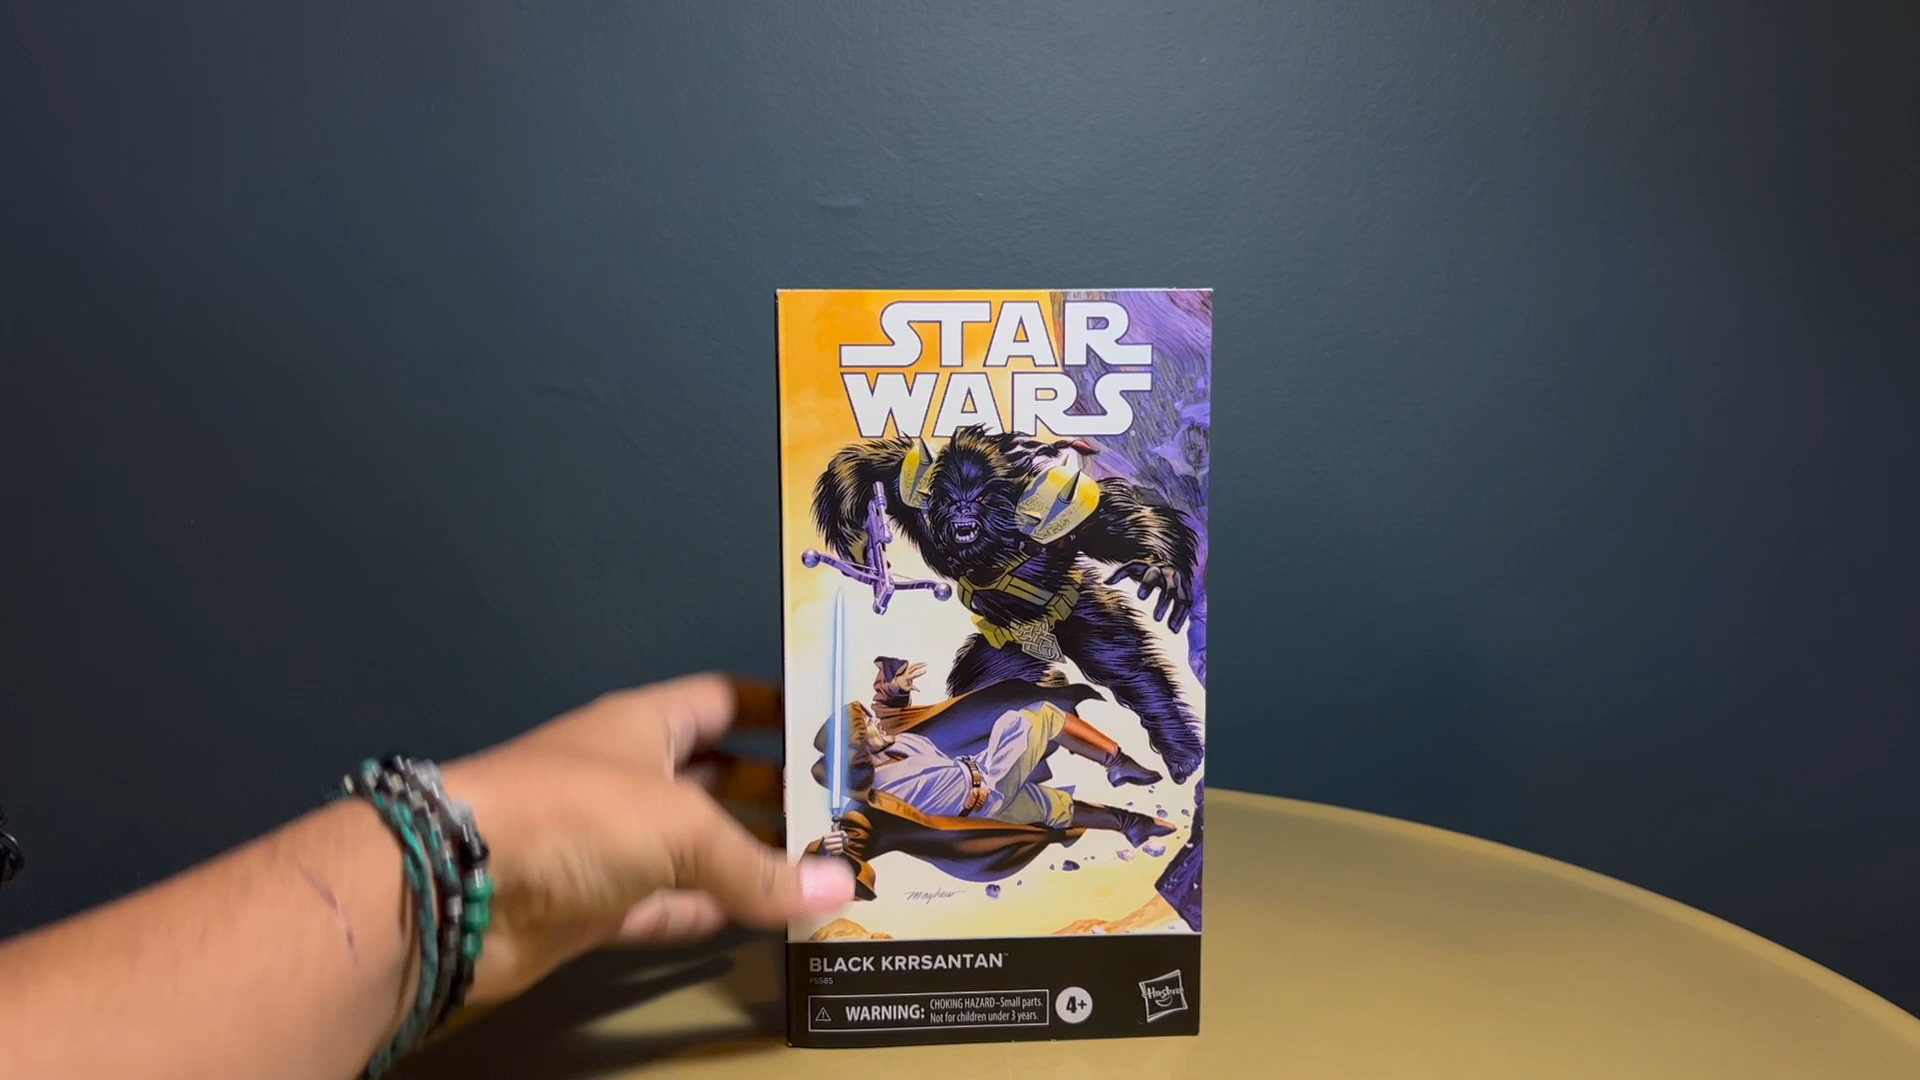 STAR
WARS
Mayhew
BLACK KRRSANTAN™
F5585
WARNING: CHOKING HAZARD–Small parts.
Not for children under 3 years.
4+
Hasbro